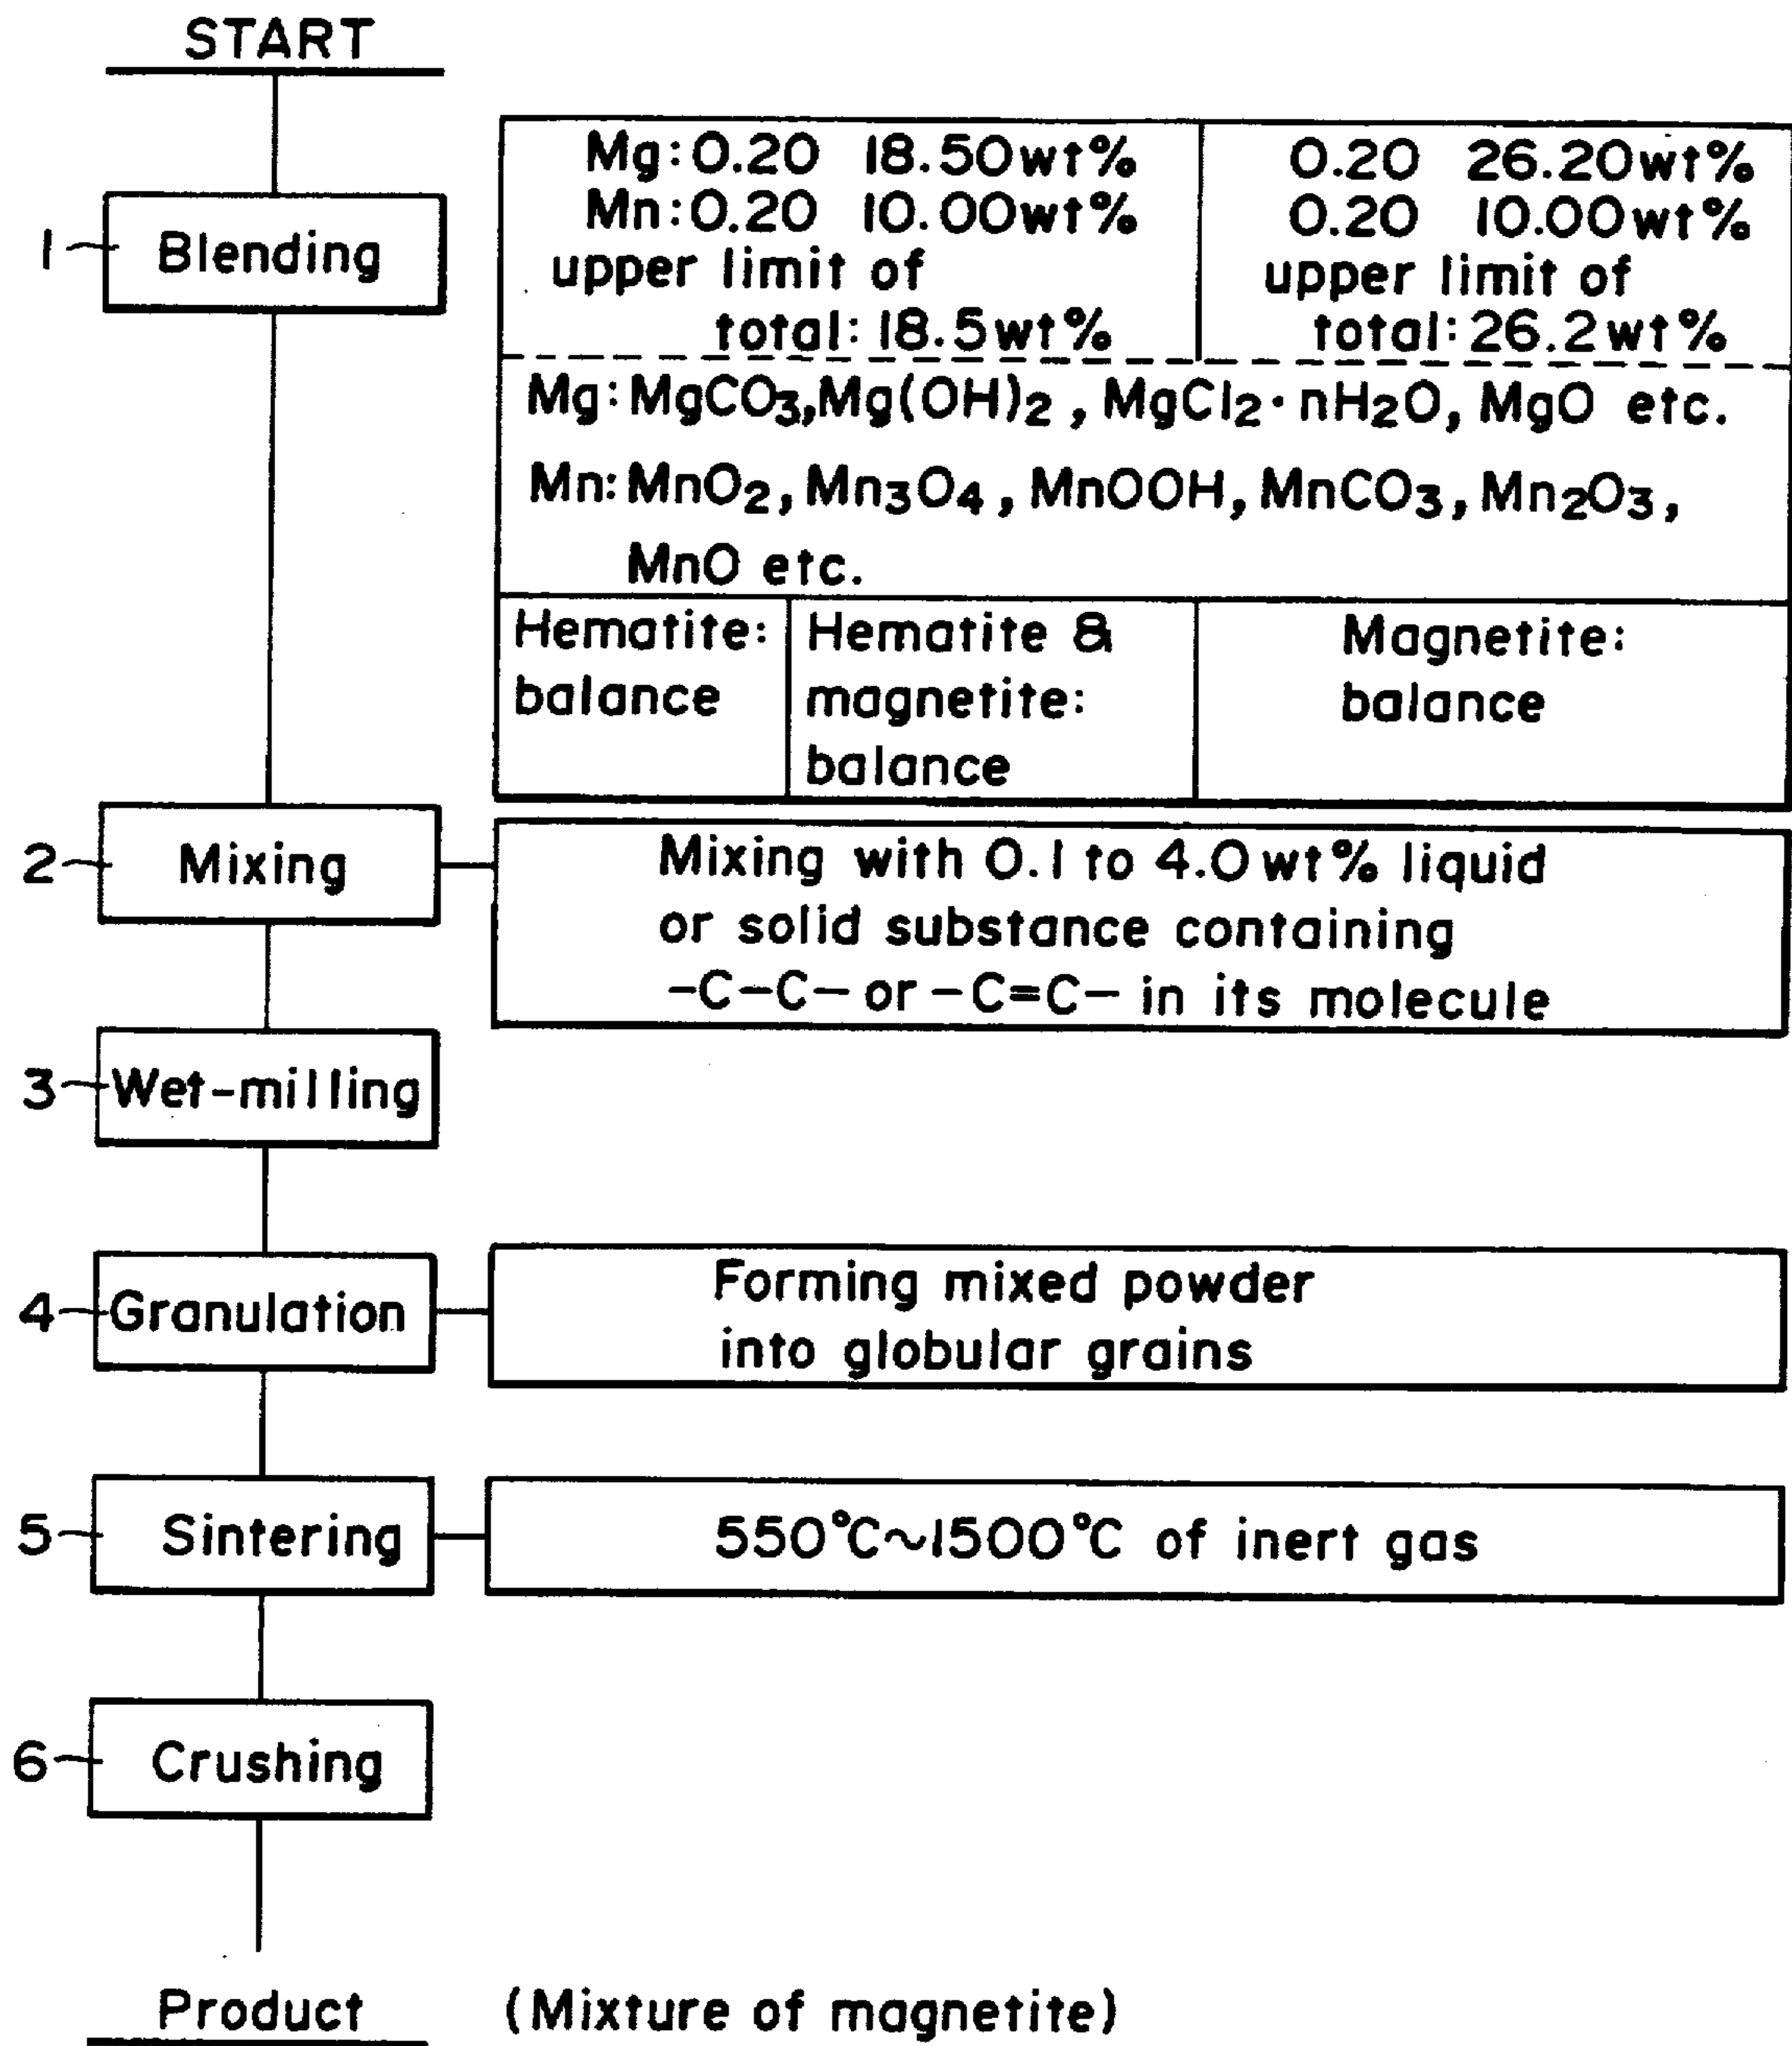 START
1 Blending
Mg:0.20 18.50wt%
Mn:0.20 10.00wt%
upper limit of
total: 18.5wt%
0.20 26.20wt%
0.20 10.00wt%
upper limit of
total: 26.2wt%
Mg: MgCO₃, Mg(OH)₂, MgCl₂·nH₂O, MgO etc.
Mn: MnO₂, Mn₃O₄, MnOOH, MnCO₃, Mn₂O₃,
MnO etc.
Hematite:
balance
Hematite &
magnetite:
balance
Magnetite:
balance
2 Mixing
Mixing with 0.1 to 4.0wt% liquid
or solid substance containing
-C-C- or -C=C- in its molecule
3 Wet-milling
4 Granulation
Forming mixed powder
into globular grains
5 Sintering
550°C~1500°C of inert gas
6 Crushing
Product (Mixture of magnetite)